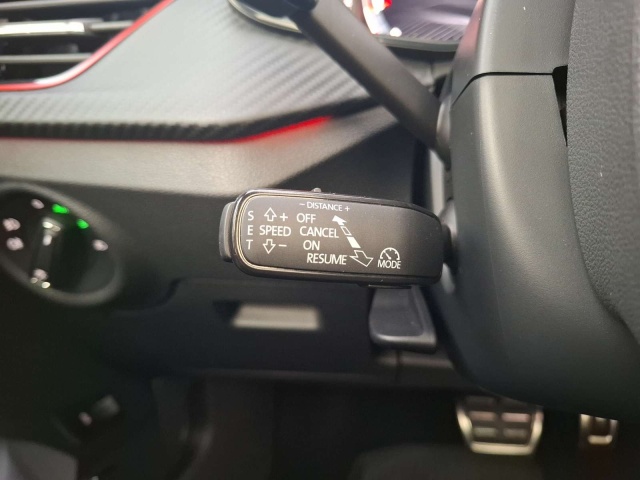 − DISTANCE +
S + OFF
E SPEED CANCEL
T − ON
RESUME
MODE